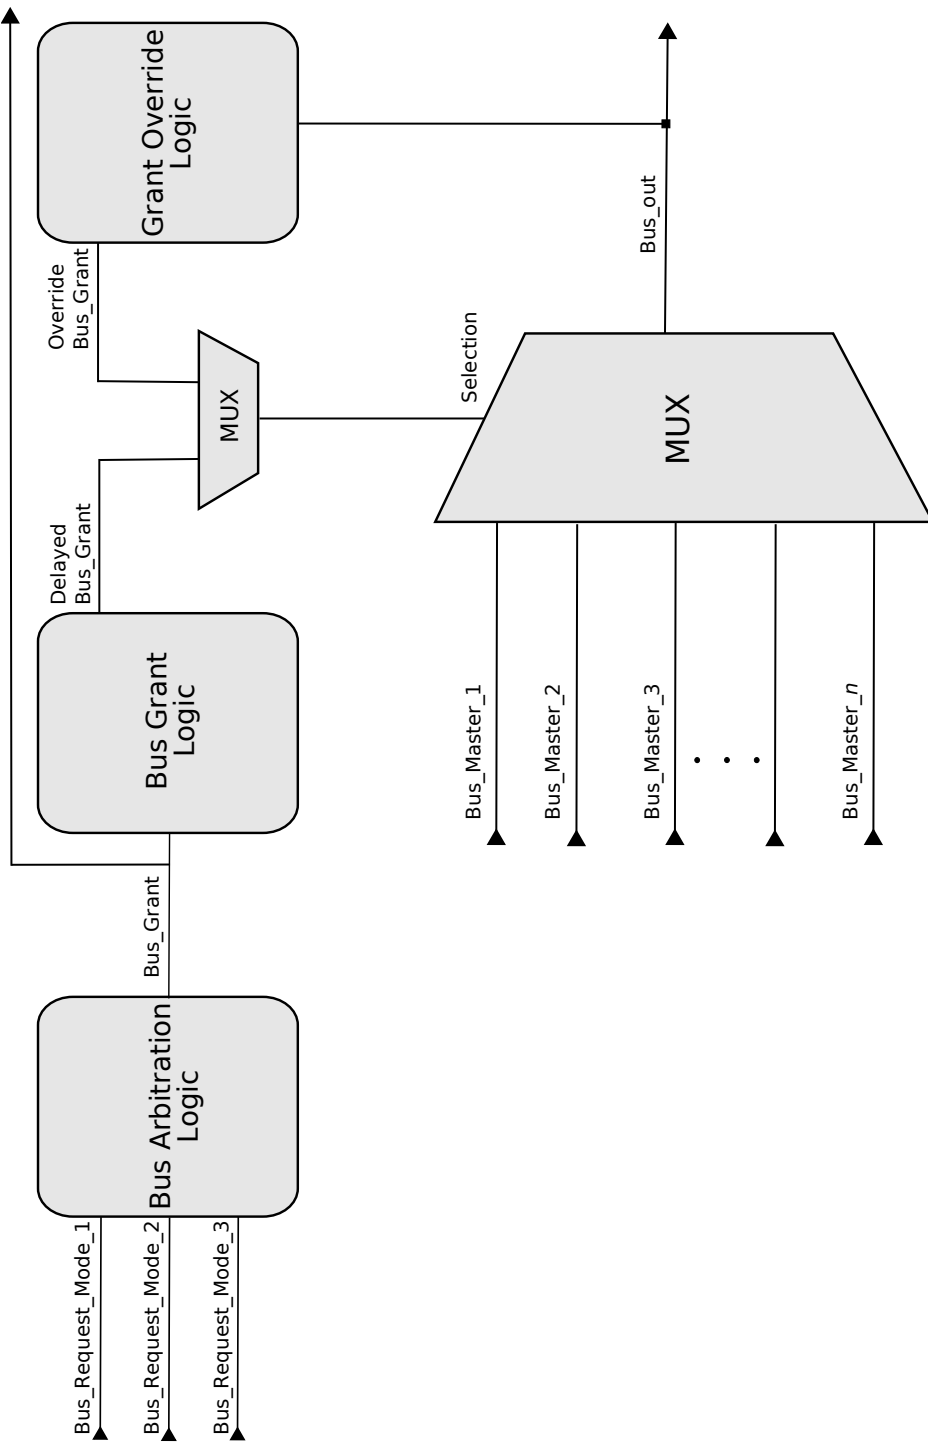 Bus_Request_Mode_1
Bus_Request_Mode_2
Bus_Request_Mode_3
Bus Arbitration
Logic
Bus_Grant
Bus Grant
Logic
Delayed
Bus_Grant
MUX
Override
Bus_Grant
Grant Override
Logic
Selection
Bus_Master_1
Bus_Master_2
Bus_Master_3
. . .
Bus_Master_n
MUX
Bus_out